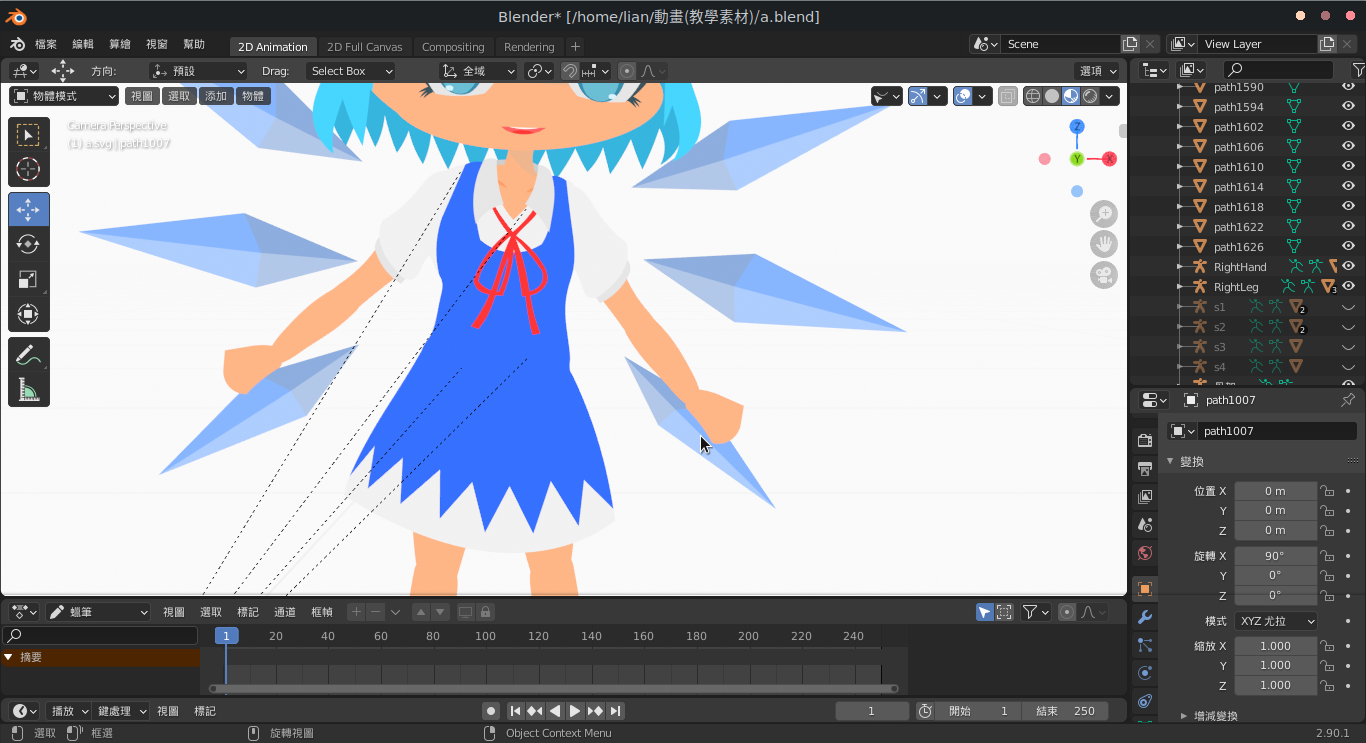 Blender* [/home/lian/動畫(教學素材)/a.blend]
檔案 編輯 算繪 視窗 幫助 2D Animation 2D Full Canvas Compositing Rendering + Scene View Layer
方向: 預設 Drag: Select Box 全域 選項
物體模式 視圖 選取 添加 物體
Camera Perspective
(1) a.svg | path1007
Z
Y
X
path1590
path1594
path1602
path1606
path1610
path1614
path1618
path1622
path1626
RightHand
RightLeg 3
s1 2
s2 2
s3
s4
path1007
path1007
變換
位置 X 0 m
Y 0 m
Z 0 m
旋轉 X 90°
Y 0°
Z 0°
模式 XYZ 尤拉
縮放 X 1.000
Y 1.000
Z 1.000
增減變換
蠟筆 視圖 選取 標記 通道 框幀
1 20 40 60 80 100 120 140 160 180 200 220 240
摘要
播放 鍵處理 視圖 標記 1 開始 1 結束 250
選取 框選 旋轉視圖 Object Context Menu 2.90.1